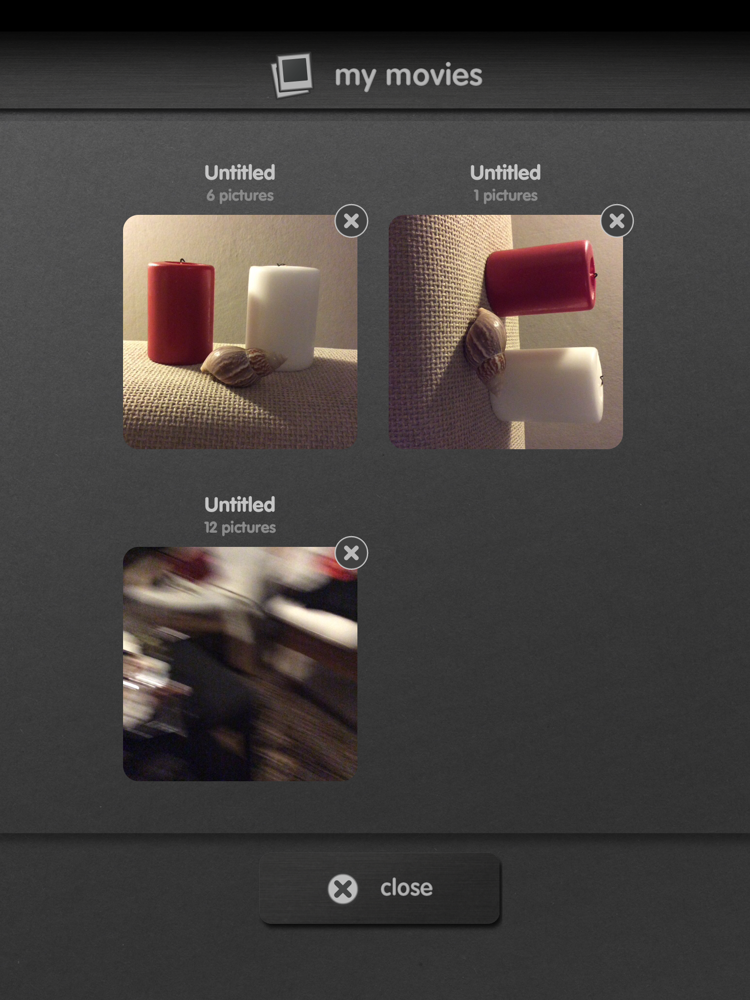 my movies
Untitled
6 pictures
Untitled
1 pictures
Untitled
12 pictures
close